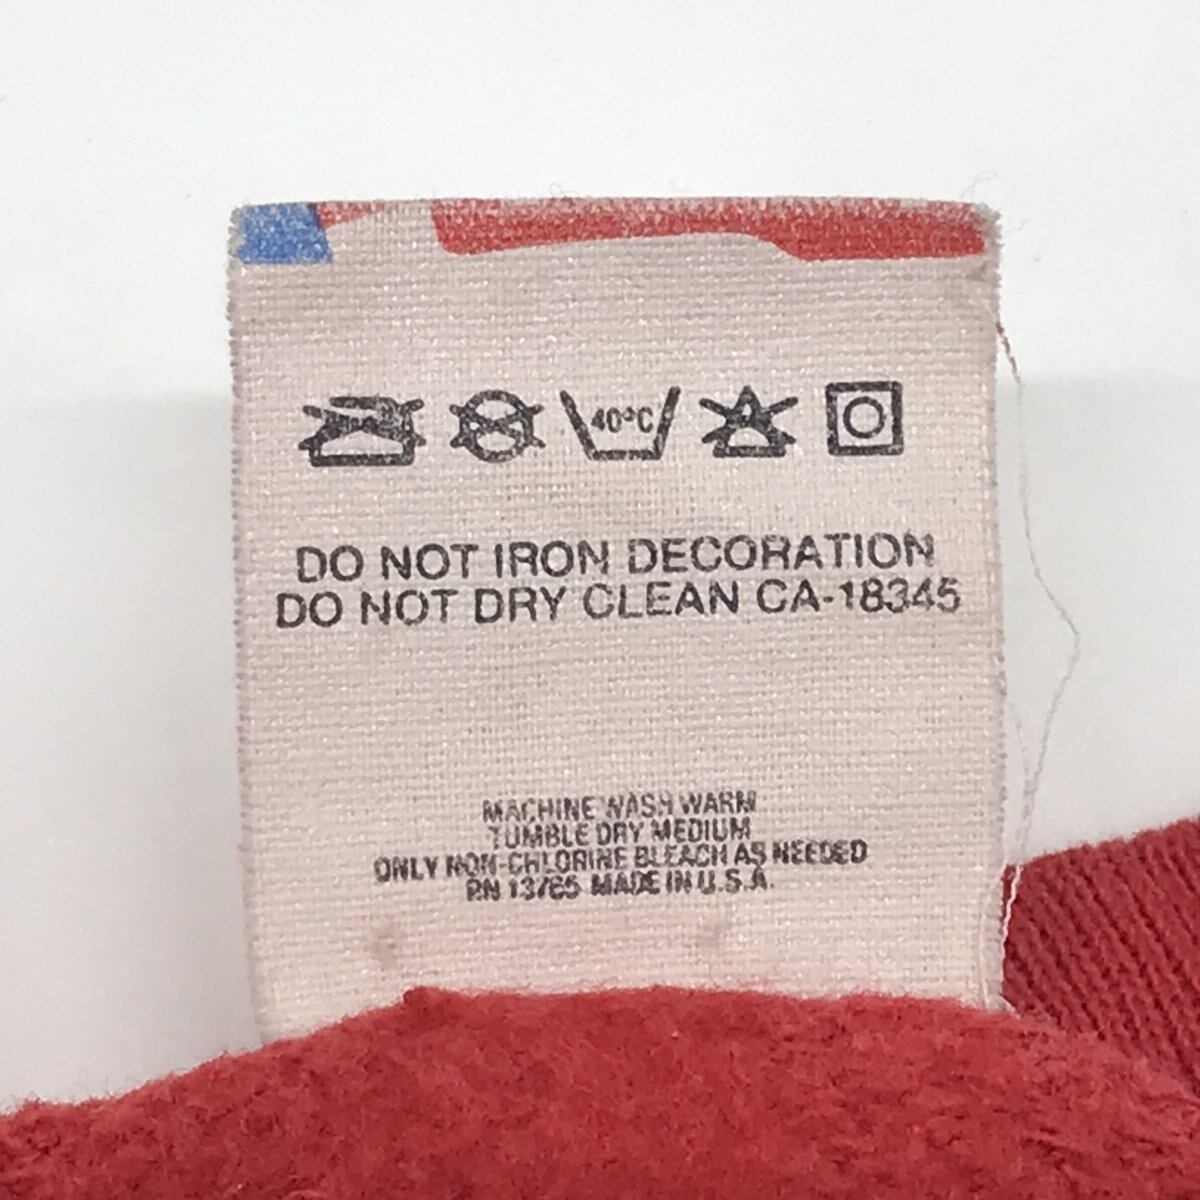 40°C
DO NOT IRON DECORATION
DO NOT DRY CLEAN CA-18345
MACHINE WASH WARM
TUMBLE DRY MEDIUM
ONLY NON-CHLORINE BLEACH AS NEEDED
RN 13765 MADE IN U.S.A.